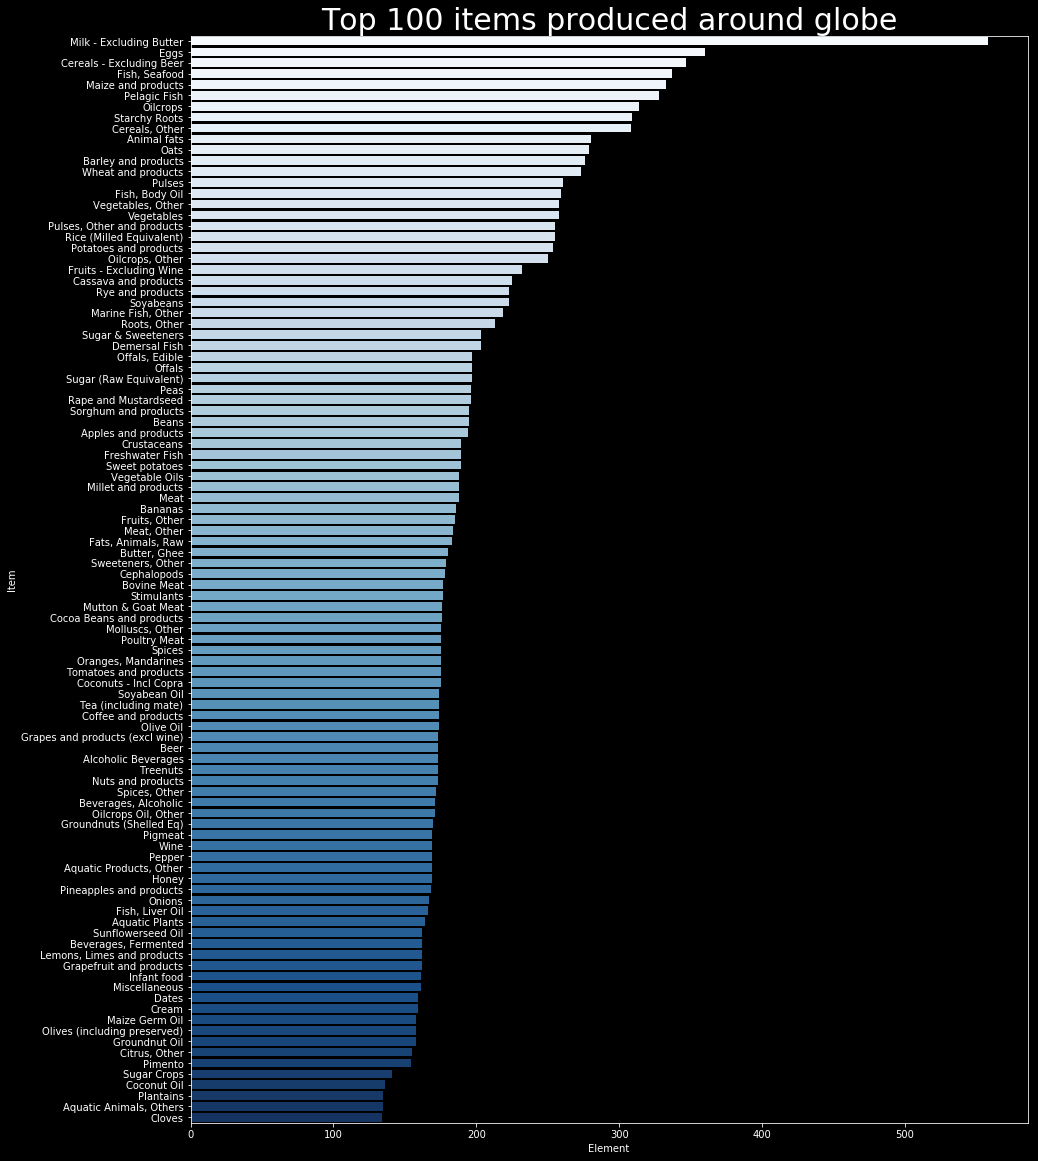 Top 100 items produced around globe
Milk - Excluding Butter
Eggs
Cereals - Excluding Beer
Fish, Seafood
Maize and products
Pelagic Fish
Oilcrops
Starchy Roots
Cereals, Other
Animal fats
Oats
Barley and products
Wheat and products
Pulses
Fish, Body Oil
Vegetables, Other
Vegetables
Pulses, Other and products
Rice (Milled Equivalent)
Potatoes and products
Oilcrops, Other
Fruits - Excluding Wine
Cassava and products
Rye and products
Soyabeans
Marine Fish, Other
Roots, Other
Sugar & Sweeteners
Demersal Fish
Offals, Edible
Offals
Sugar (Raw Equivalent)
Peas
Rape and Mustardseed
Sorghum and products
Beans
Apples and products
Crustaceans
Freshwater Fish
Sweet potatoes
Vegetable Oils
Millet and products
Meat
Bananas
Fruits, Other
Meat, Other
Fats, Animals, Raw
Butter, Ghee
Sweeteners, Other
Cephalopods
Bovine Meat
Stimulants
Mutton & Goat Meat
Cocoa Beans and products
Molluscs, Other
Poultry Meat
Spices
Oranges, Mandarines
Tomatoes and products
Coconuts - Incl Copra
Soyabean Oil
Tea (including mate)
Coffee and products
Olive Oil
Grapes and products (excl wine)
Beer
Alcoholic Beverages
Treenuts
Nuts and products
Spices, Other
Beverages, Alcoholic
Oilcrops Oil, Other
Groundnuts (Shelled Eq)
Pigmeat
Wine
Pepper
Aquatic Products, Other
Honey
Pineapples and products
Onions
Fish, Liver Oil
Aquatic Plants
Sunflowerseed Oil
Beverages, Fermented
Lemons, Limes and products
Grapefruit and products
Infant food
Miscellaneous
Dates
Cream
Maize Germ Oil
Olives (including preserved)
Groundnut Oil
Citrus, Other
Pimento
Sugar Crops
Coconut Oil
Plantains
Aquatic Animals, Others
Cloves
Item
0 100 200 300 400 500
Element